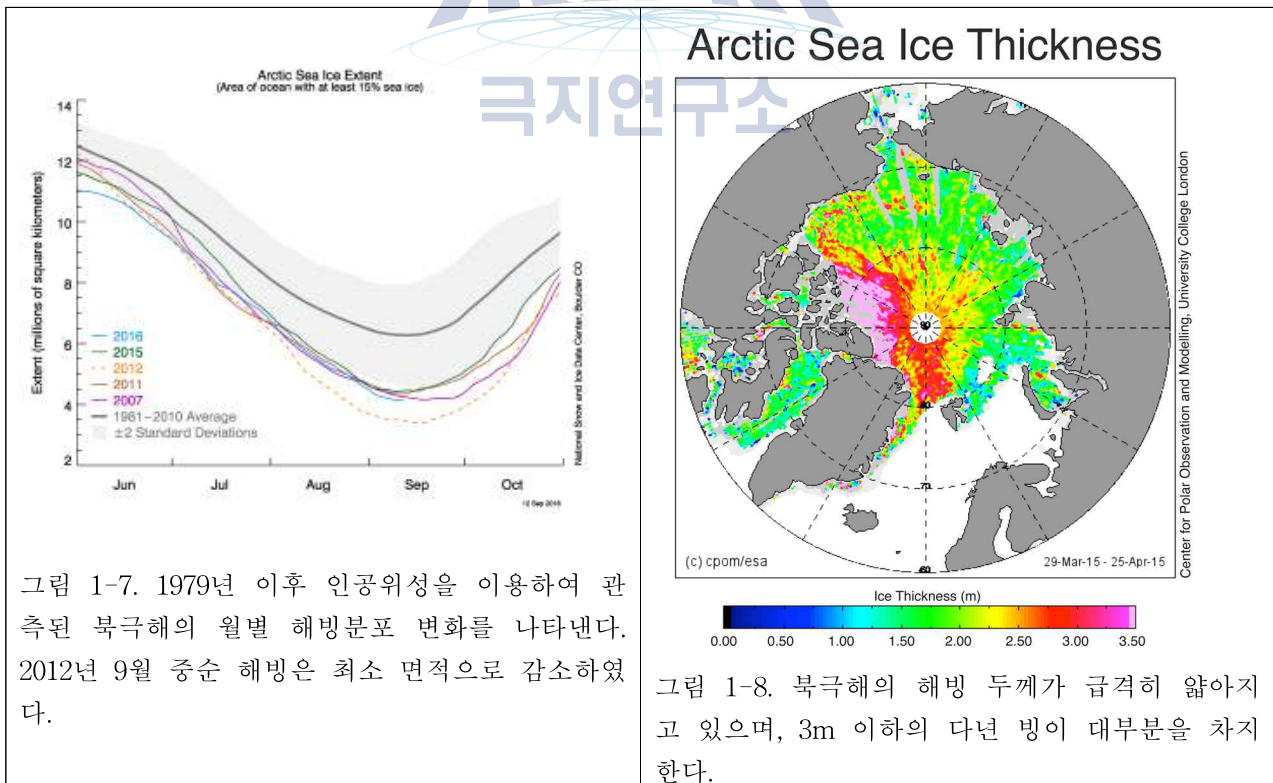 극지연구소
Arctic Sea Ice Extent
(Area of ocean with at least 15% sea ice)
14
12
10
8
6
4
2
Extent (millions of square kilometers)
2016
2015
2012
2011
2007
1981−2010 Average
±2 Standard Deviations
Jun Jul Aug Sep Oct
National Snow and Ice Data Center, Boulder CO
12 Sep 2016
그림 1-7. 1979년 이후 인공위성을 이용하여 관
측된 북극해의 월별 해빙분포 변화를 나타낸다.
2012년 9월 중순 해빙은 최소 면적으로 감소하였
다.
Arctic Sea Ice Thickness
90
80
70
60
(c) cpom/esa
29-Mar-15 - 25-Apr-15
Center for Polar Observation and Modelling, University College London
Ice Thickness (m)
0.00 0.50 1.00 1.50 2.00 2.50 3.00 3.50
그림 1-8. 북극해의 해빙 두께가 급격히 얇아지
고 있으며, 3m 이하의 다년 빙이 대부분을 차지
한다.